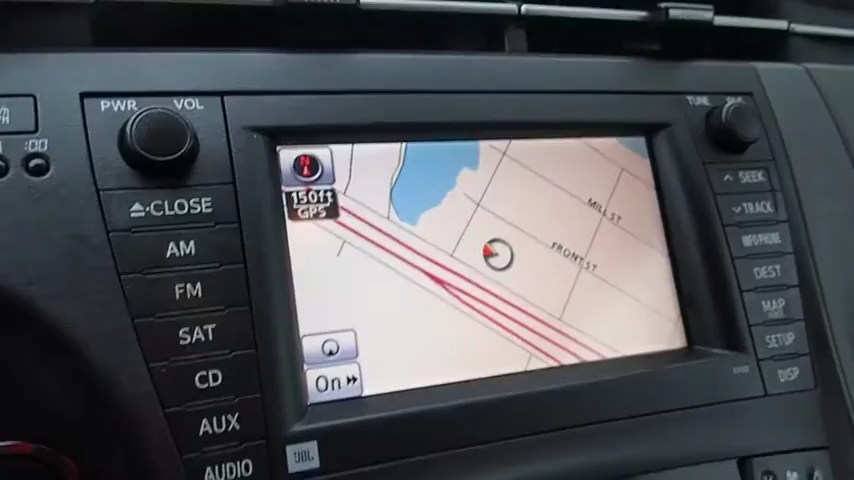 PWR VOL
TUNE
:00
CLOSE
AM
FM
SAT
CD
AUX
AUDIO
N
150ft
GPS
MILL ST
FRONT ST
On
JBL
SEEK
TRACK
INFO/PHONE
DEST
MAP
SETUP
DISP